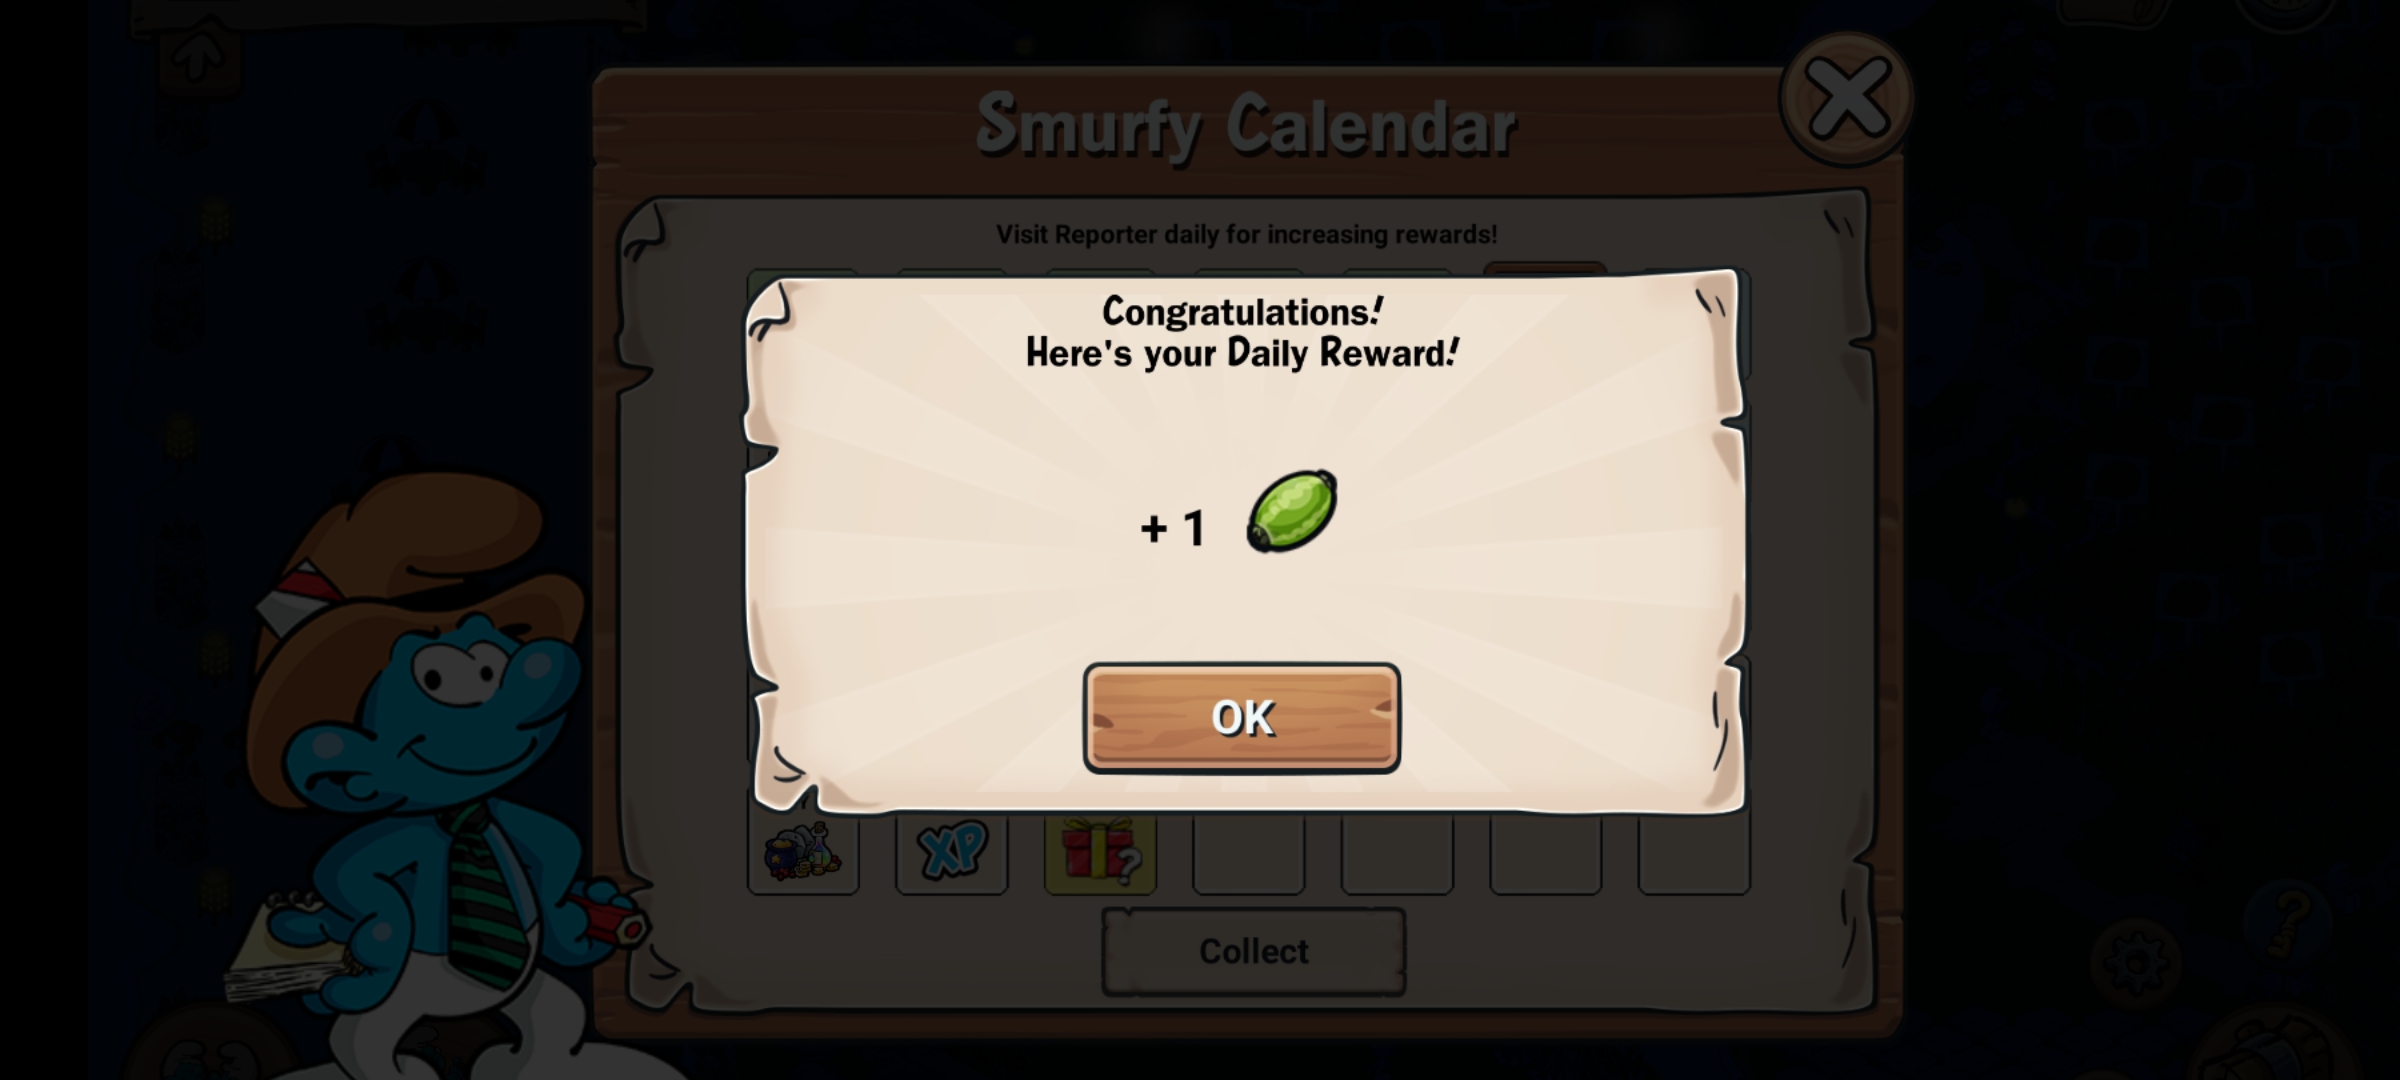 Smurfy Calendar
Visit Reporter daily for increasing rewards!
Congratulations!
Here's your Daily Reward!
+ 1
OK
XP
?
Collect
?